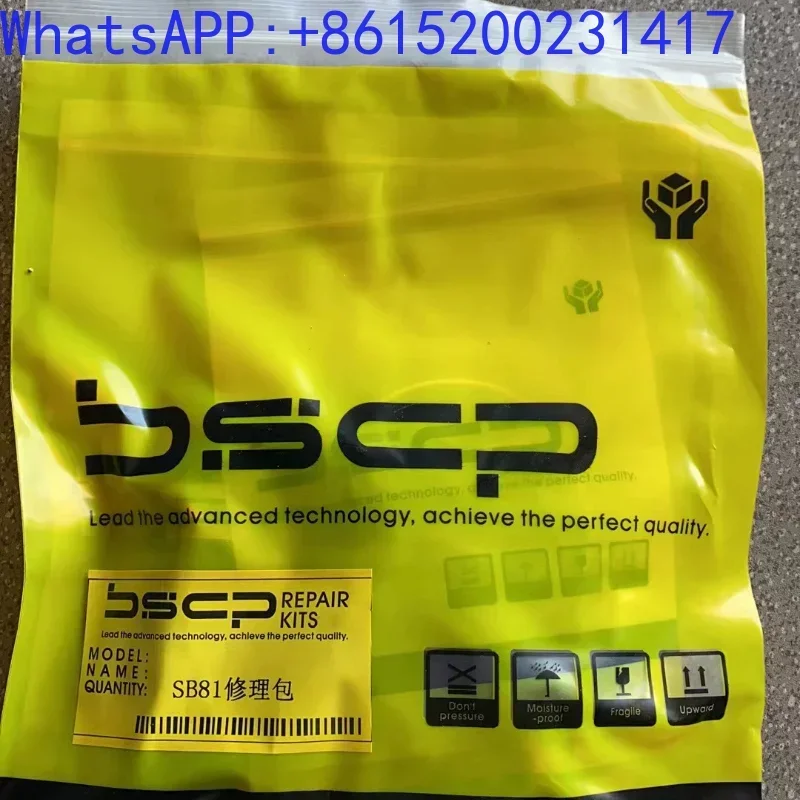 WhatsAPP:+8615200231417
bscp
Lead the advanced technology, achieve the perfect quality.
bscp REPAIR KITS
Lead the advanced technology, achieve the perfect quality.
MODEL:
NAME:
QUANTITY: SB81修理包
Don't pressure
Moisture -proof
Fragile
Upward